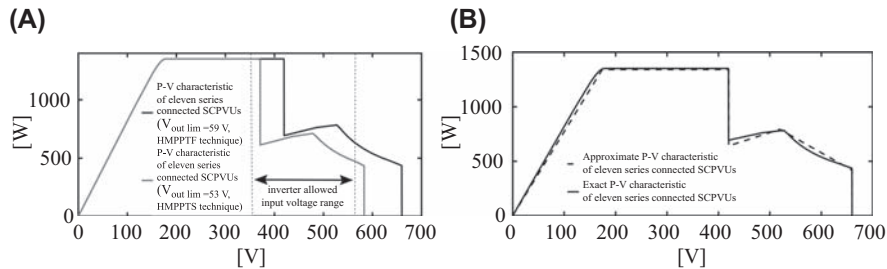 (A)
[W]
1000
500
0
P-V characteristic
of eleven series
connected SCPVUs
(V out lim =59 V,
HMPPTF technique)
P-V characteristic
of eleven series
connected SCPVUs
(V out lim =53 V,
HMPPTS technique)
inverter allowed
input voltage range
0 100 200 300 400 500 600 700
[V]
(B)
[W]
1500
1000
500
0
Approximate P-V characteristic
of eleven series connected SCPVUs
Exact P-V characteristic
of eleven series connected SCPVUs
0 100 200 300 400 500 600 700
[V]